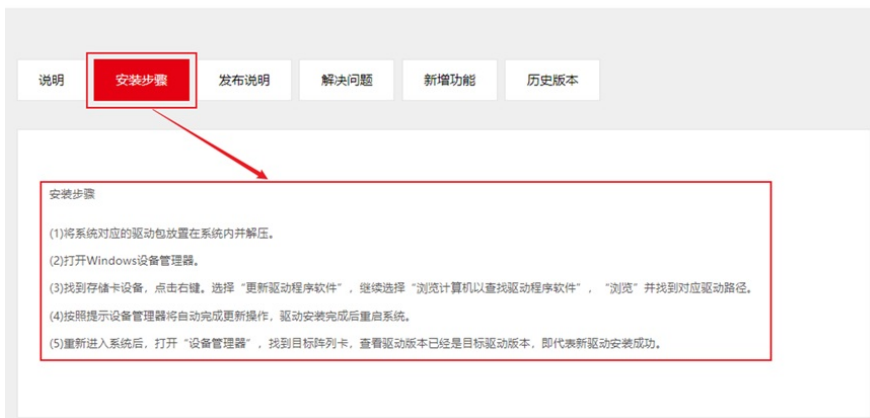 说明 安装步骤 发布说明 解决问题 新增功能 历史版本
安装步骤
(1)将系统对应的驱动包放置在系统内并解压。
(2)打开Windows设备管理器。
(3)找到存储卡设备，点击右键。选择“更新驱动程序软件”，继续选择“浏览计算机以查找驱动程序软件”，“浏览”并找到对应驱动路径。
(4)按照提示设备管理器将自动完成更新操作，驱动安装完成后重启系统。
(5)重新进入系统后，打开“设备管理器”，找到目标阵列卡，查看驱动版本已经是目标驱动版本，即代表新驱动安装成功。